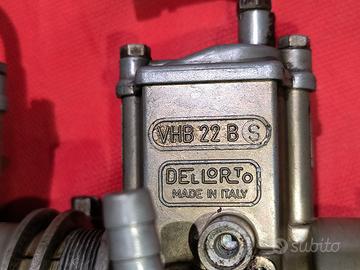 VHB 22 B S
DELLORTO
MADE IN ITALY
subito